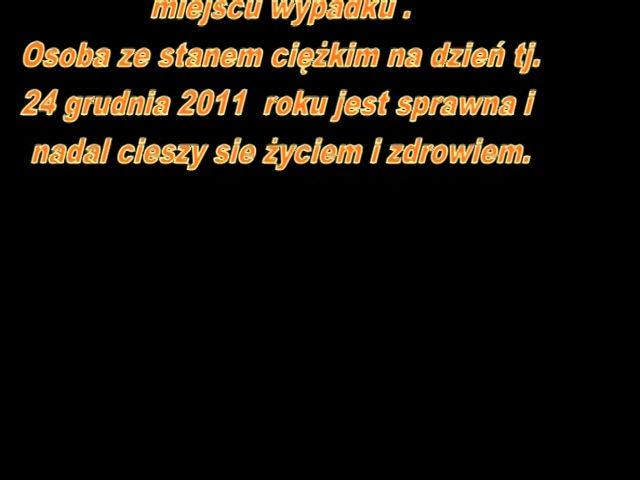 miejscu wypadku .
Osoba ze stanem ciężkim na dzień tj.
24 grudnia 2011 roku jest sprawna i
nadal cieszy sie życiem i zdrowiem.